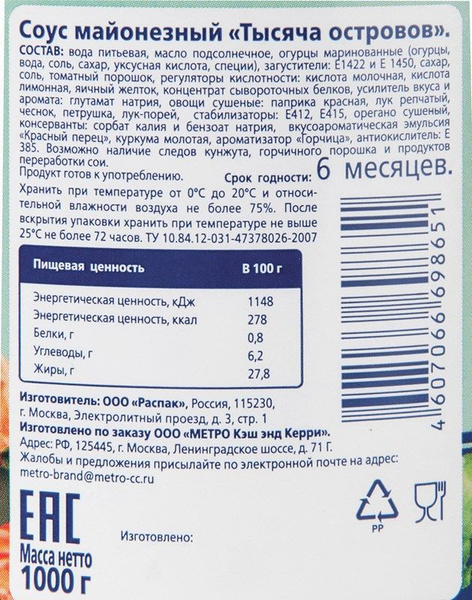 Соус майонезный «Тысяча островов».
СОСТАВ: вода питьевая, масло подсолнечное, огурцы маринованные (огурцы,
вода, соль, сахар, уксусная кислота, специи), загустители: Е1422 и Е 1450, сахар,
соль, томатный порошок, регуляторы кислотности: кислота молочная, кислота
лимонная, яичный желток, концентрат сывороточных белков, усилитель вкуса и
аромата: глутамат натрия, овощи сушеные: паприка красная, лук репчатый,
чеснок, петрушка, лук-порей, стабилизаторы: Е412, Е415, орегано сушеный,
консерванты: сорбат калия и бензоат натрия, вкусоароматическая эмульсия
«Красный перец», куркума молотая, ароматизатор «Горчица», антиокислитель: Е
385. Возможно наличие следов кунжута, горчичного порошка и продуктов
переработки сои.
Продукт готов к употреблению. Срок годности: 6 месяцев.
Хранить при температуре от 0°С до 20°С и относи-
тельной влажности воздуха не более 75%. После
вскрытия упаковки хранить при температуре не выше
25°С не более 72 часов. ТУ 10.84.12-031-47378026-2007
Пищевая ценность В 100 г
Энергетическая ценность, кДж 1148
Энергетическая ценность, ккал 278
Белки, г 0,8
Углеводы, г 6,2
Жиры, г 27,8
4607066698651
Изготовитель: ООО «Распак», Россия, 115230,
г. Москва, Электролитный проезд, д. 3, стр. 1
Изготовлено по заказу ООО «МЕТРО Кэш энд Керри».
Адрес: РФ, 125445, г. Москва, Ленинградское шоссе, д. 71 Г.
Жалобы и предложения присылайте по электронной почте на адрес:
metro-brand@metro-cc.ru
EAC
Масса нетто
1000 г
Изготовлено:
5
PP